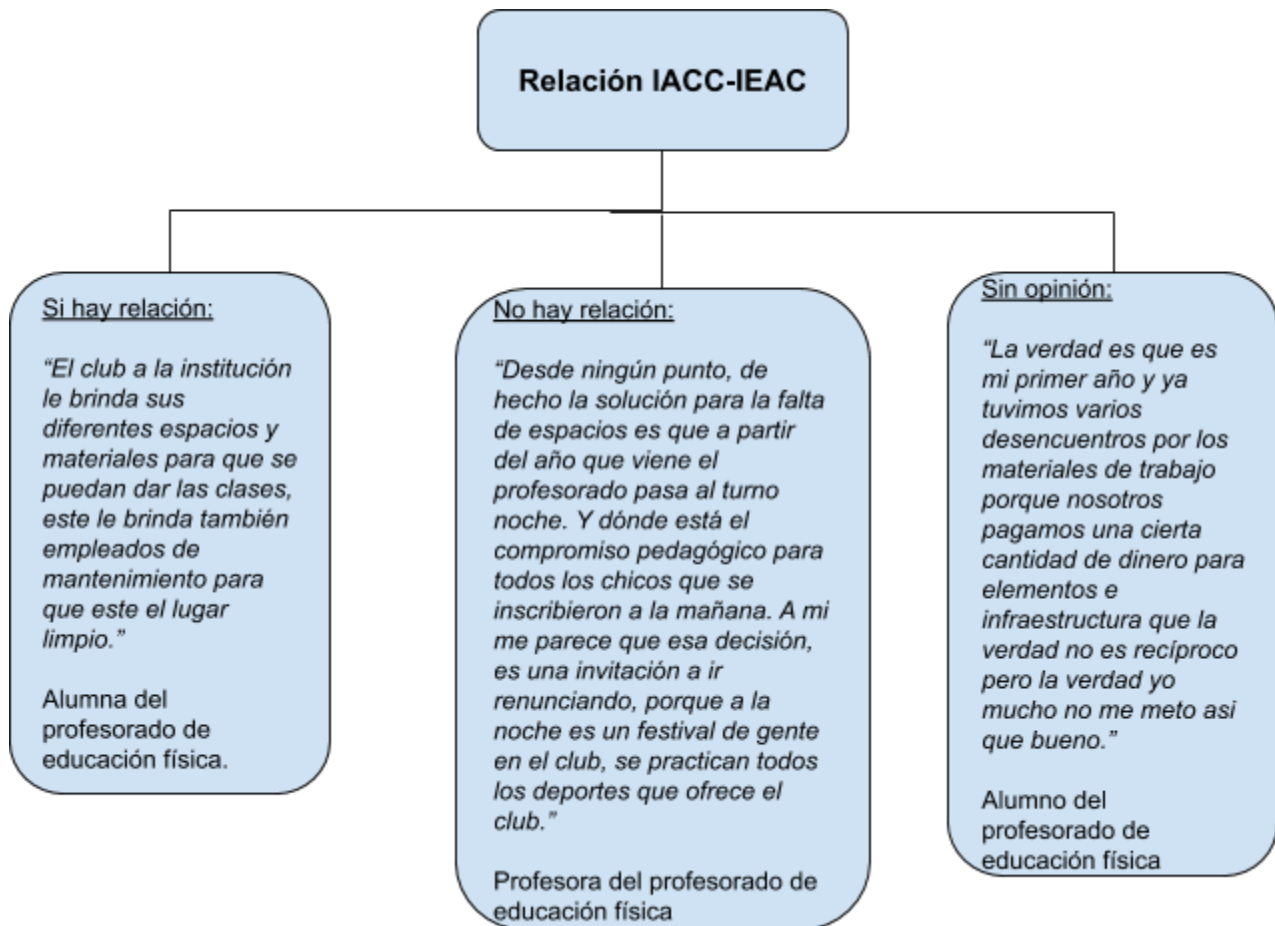 Relación IACC-IEAC
Si hay relación:
“El club a la institución
le brinda sus
diferentes espacios y
materiales para que se
puedan dar las clases,
este le brinda también
empleados de
mantenimiento para
que este el lugar
limpio.”
Alumna del
profesorado de
educación física.
No hay relación:
“Desde ningún punto, de
hecho la solución para la falta
de espacios es que a partir
del año que viene el
profesorado pasa al turno
noche. Y dónde está el
compromiso pedagógico para
todos los chicos que se
inscribieron a la mañana. A mi
me parece que esa decisión,
es una invitación a ir
renunciando, porque a la
noche es un festival de gente
en el club, se practican todos
los deportes que ofrece el
club.”
Profesora del profesorado de
educación física
Sin opinión:
“La verdad es que es
mi primer año y ya
tuvimos varios
desencuentros por los
materiales de trabajo
porque nosotros
pagamos una cierta
cantidad de dinero para
elementos e
infraestructura que la
verdad no es recíproco
pero la verdad yo
mucho no me meto asi
que bueno.”
Alumno del
profesorado de
educación física